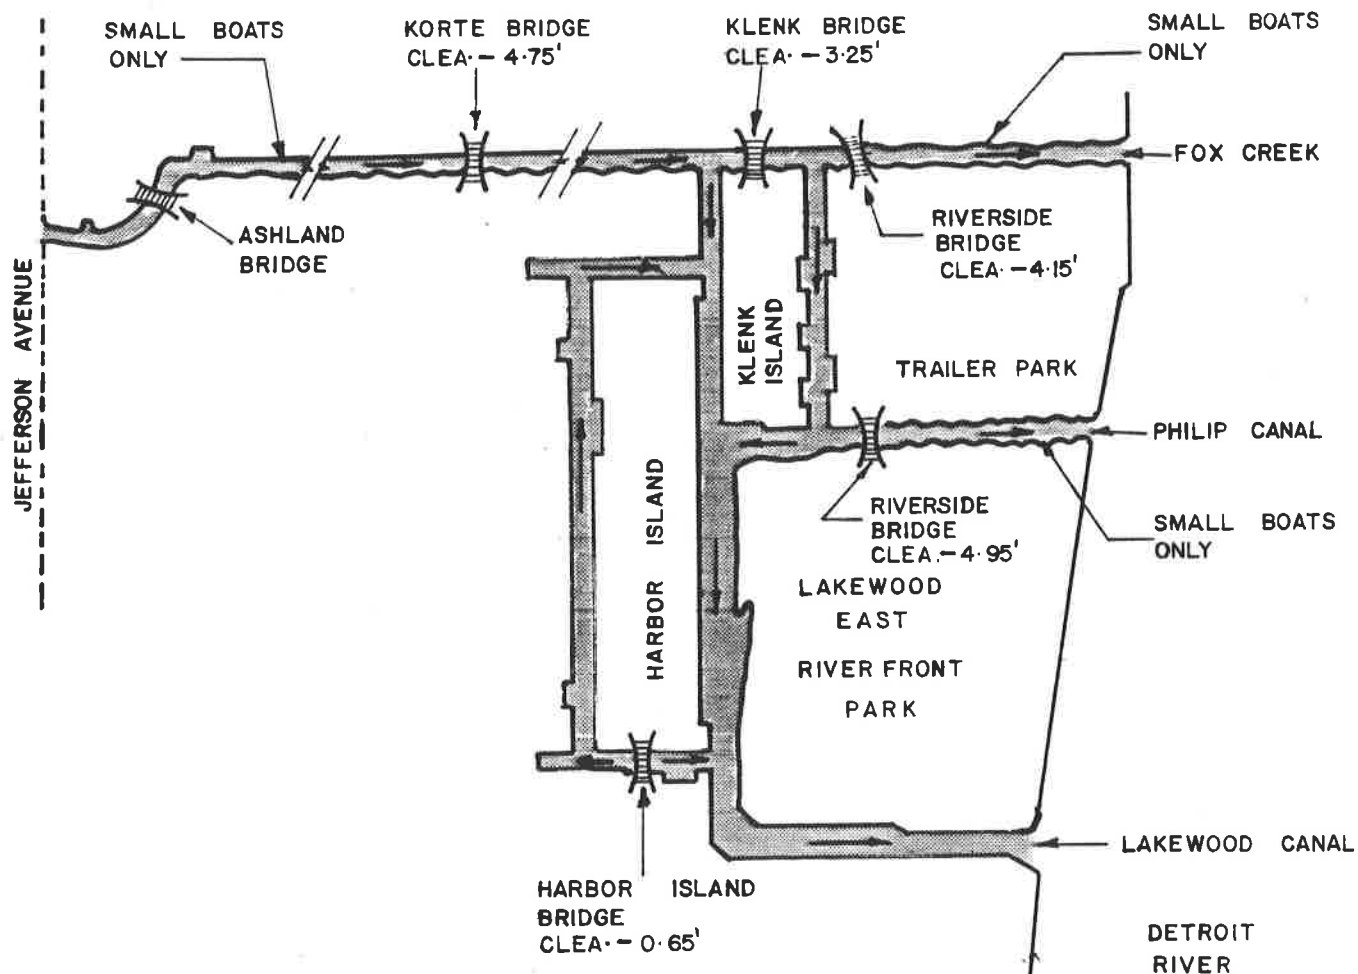 SMALL BOATS
ONLY
KORTE BRIDGE
CLEA.-4.75'
KLENK BRIDGE
CLEA.-3.25'
SMALL BOATS
ONLY
FOX CREEK
ASHLAND
BRIDGE
RIVERSIDE
BRIDGE
CLEA.-4.15'
JEFFERSON AVENUE
KLENK
ISLAND
TRAILER PARK
PHILIP CANAL
HARBOR ISLAND
RIVERSIDE
BRIDGE
CLEA.-4.95'
SMALL BOATS
ONLY
LAKEWOOD
EAST
RIVER FRONT
PARK
LAKEWOOD CANAL
HARBOR ISLAND
BRIDGE
CLEA.-0.65'
DETROIT
RIVER